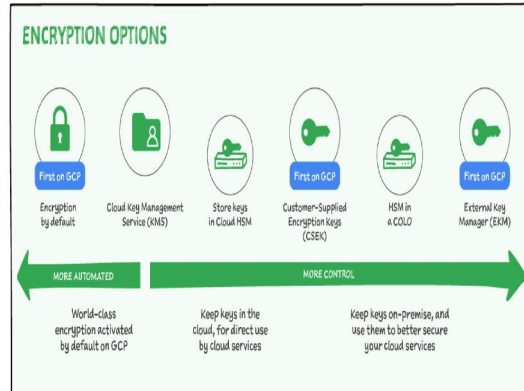 ENCRYPTION OPTIONS
First on GCP
First on GCP
First on GCP
Encryption
by default
Cloud Key Management
Service (KMS)
Store keys
in Cloud HSM
Customer-Supplied
Encryption Keys
(CSEK)
HSM in
a COLO
External Key
Manager (EKM)
MORE AUTOMATED
MORE CONTROL
World-class
encryption activated
by default on GCP
Keep keys in the
cloud, for direct use
by cloud services
Keep keys on-premise, and
use them to better secure
your cloud services